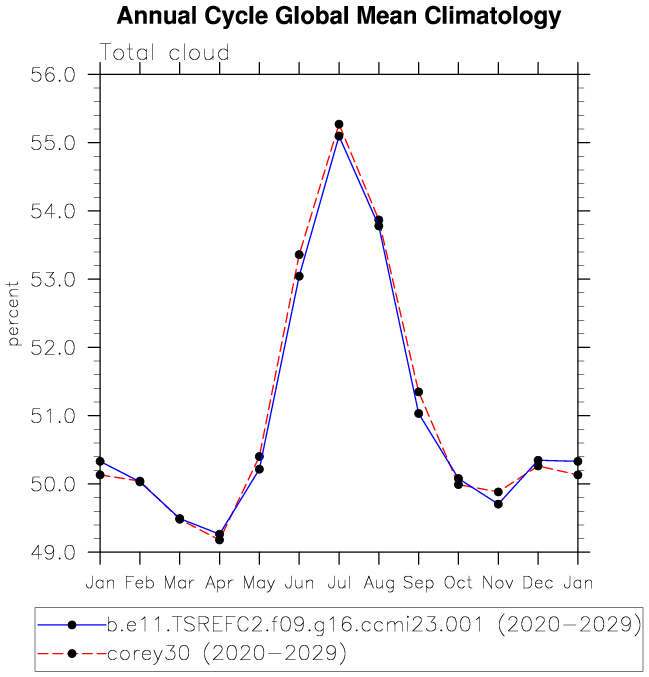 Annual Cycle Global Mean Climatology
Total cloud
56.0
55.0
54.0
53.0
52.0
51.0
50.0
49.0
percent
Jan Feb Mar Apr May Jun Jul Aug Sep Oct Nov Dec Jan
b.e11.TSREFC2.f09.g16.ccmi23.001 (2020-2029)
corey30 (2020-2029)